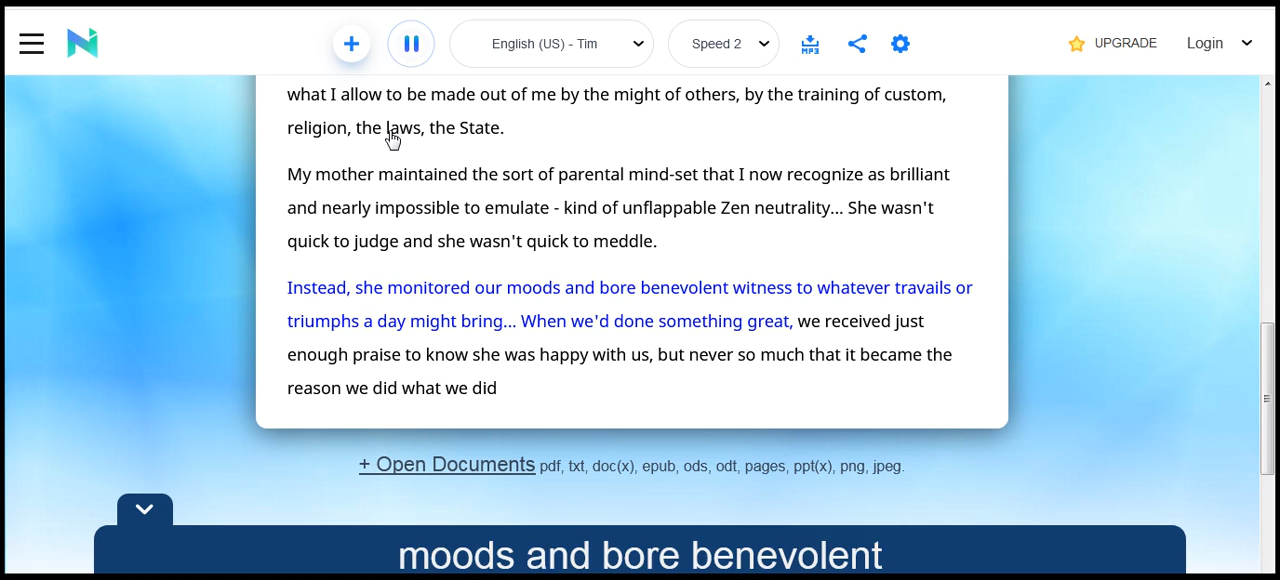 English (US) - Tim
Speed 2
MP3
UPGRADE
Login
what I allow to be made out of me by the might of others, by the training of custom,
religion, the laws, the State.
My mother maintained the sort of parental mind-set that I now recognize as brilliant
and nearly impossible to emulate - kind of unflappable Zen neutrality... She wasn't
quick to judge and she wasn't quick to meddle.
Instead, she monitored our moods and bore benevolent witness to whatever travails or
triumphs a day might bring... When we'd done something great, we received just
enough praise to know she was happy with us, but never so much that it became the
reason we did what we did
+ Open Documents pdf, txt, doc(x), epub, ods, odt, pages, ppt(x), png, jpeg.
moods and bore benevolent